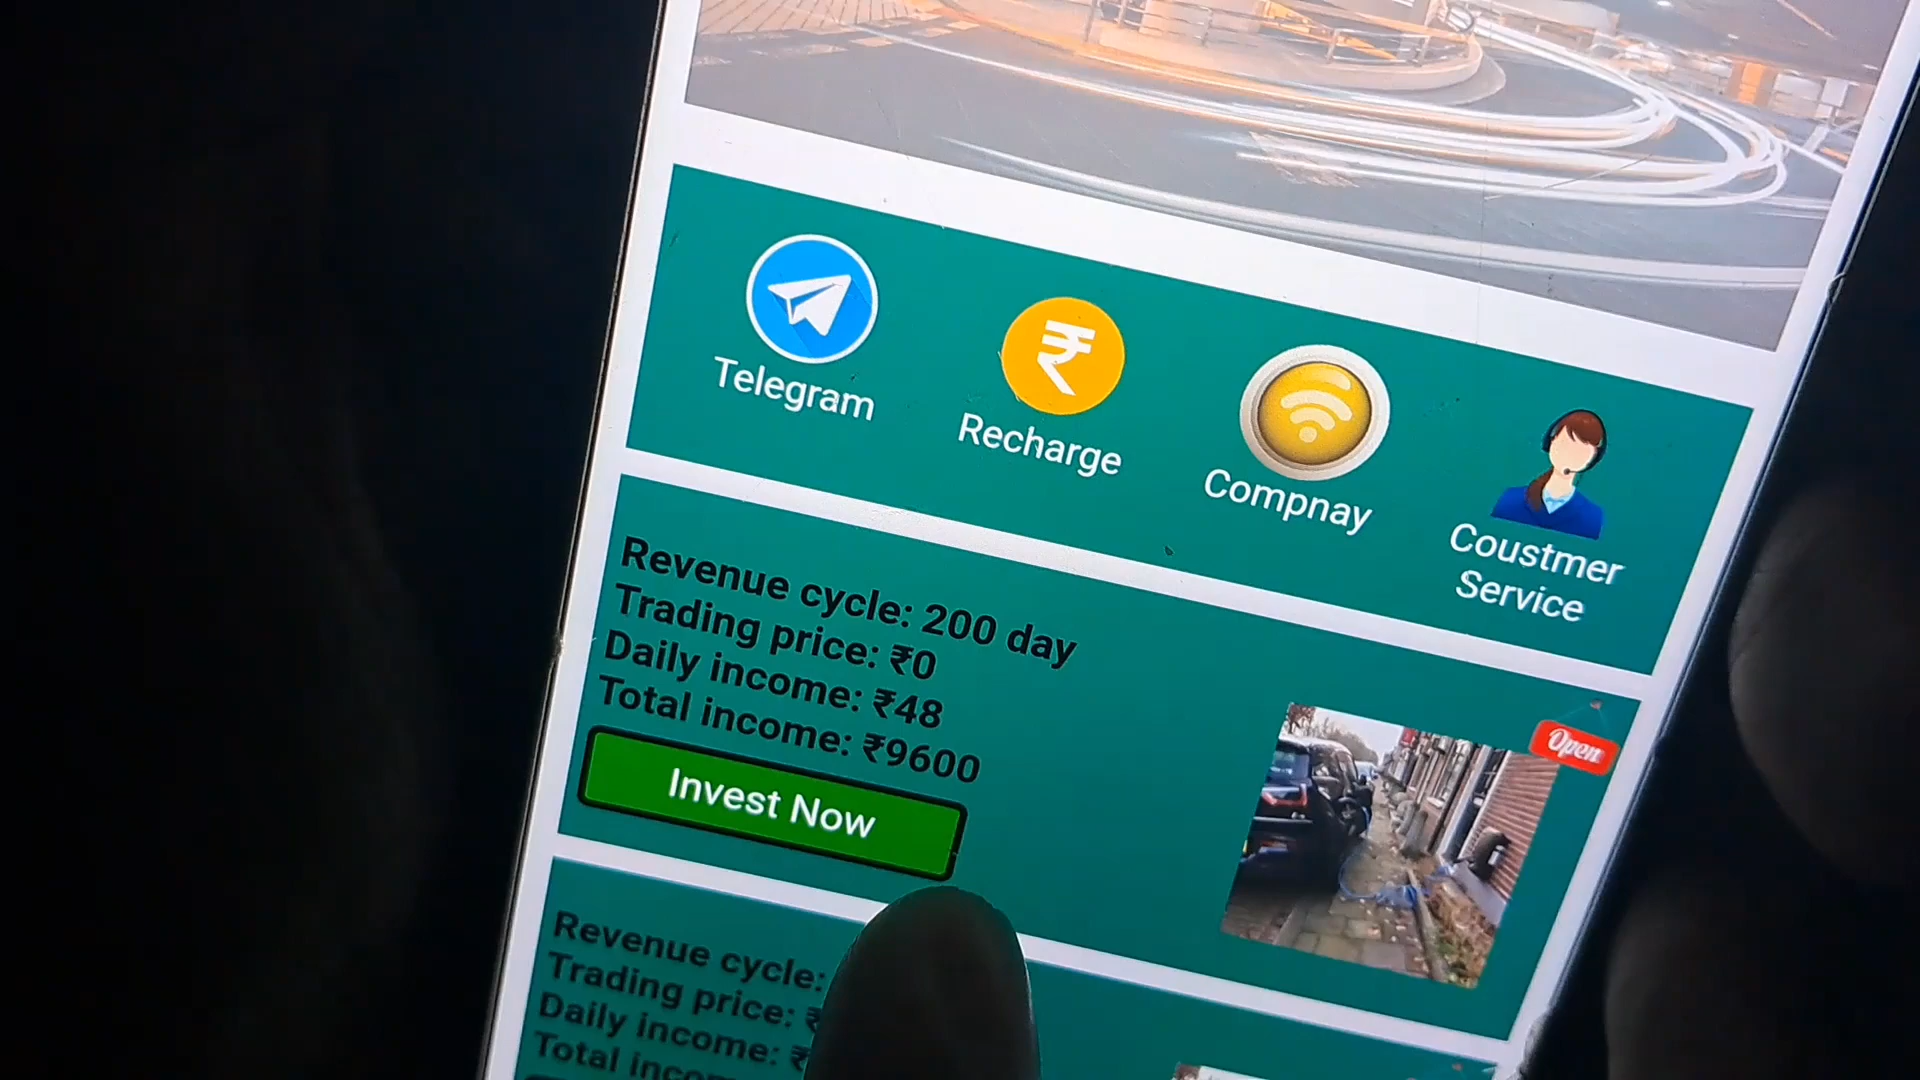 Telegram
Recharge
Compnay
Coustmer
Service
Revenue cycle: 200 day
Trading price: ₹0
Daily income: ₹48
Total income: ₹9600
Open
Invest Now
Revenue cycle:
Trading price: ₹
Daily income: ₹
Total